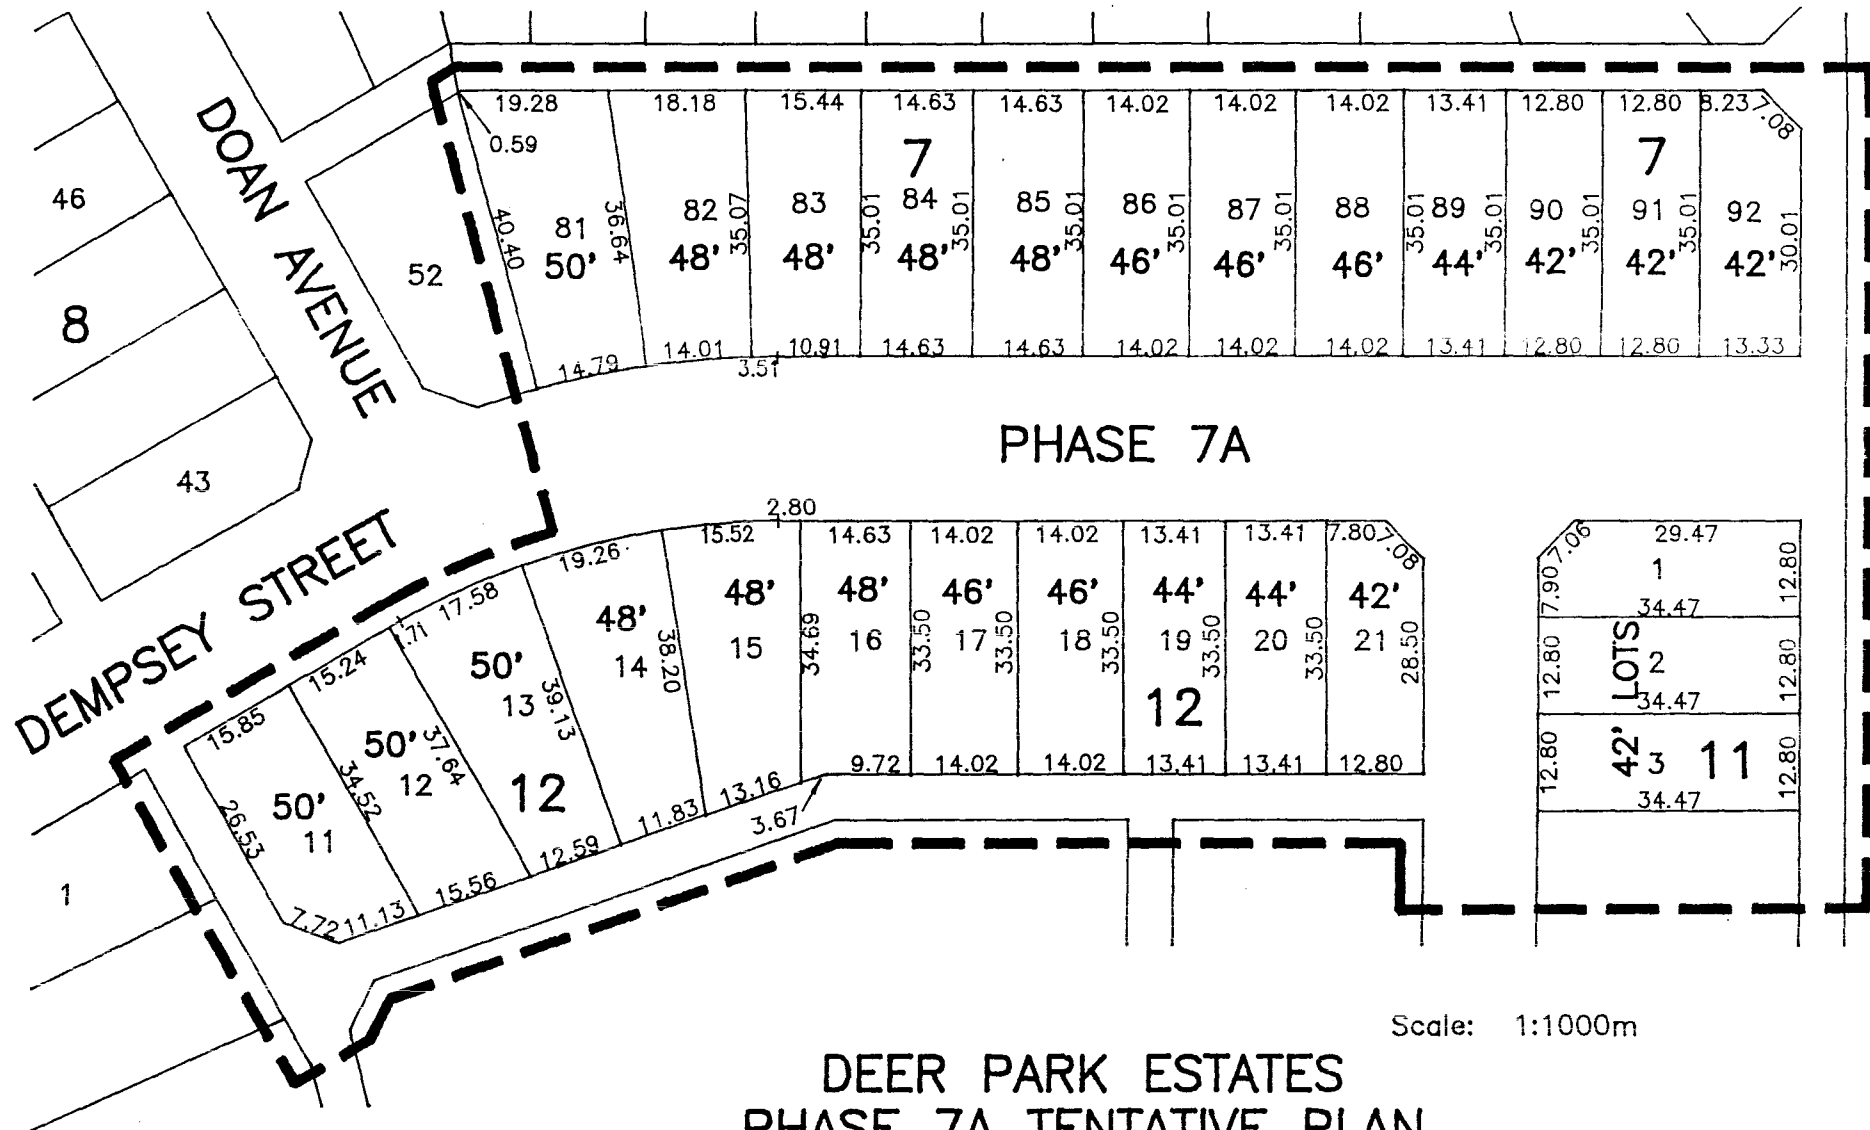 19.28 18.18 15.44 14.63 14.63 14.02 14.02 14.02 13.41 12.80 12.80 8.23 7.08
0.59
DOAN AVENUE
7 7
46
81 82 83 84 85 86 87 88 89 90 91 92
40.40 36.64 35.07 35.01 35.01 35.01 35.01 35.01 35.01 35.01 35.01 35.01 30.01
50' 48' 48' 48' 48' 46' 46' 46' 44' 42' 42' 42'
52
8
14.79 14.01 3.51 10.91 14.63 14.63 14.02 14.02 14.02 13.41 12.80 12.80 13.33
PHASE 7A
43
DEMPSEY STREET
15.85 15.24 1.71 17.58 19.26 15.52 2.80 14.63 14.02 14.02 13.41 13.41 7.80 7.08
50' 50' 50' 48' 48' 48' 46' 46' 44' 44' 42'
11 12 13 14 15 16 17 18 19 20 21
26.53 34.52 37.64 39.13 38.20 34.69 33.50 33.50 33.50 33.50 33.50 28.50
12 12
7.72 11.13 15.56 12.59 11.83 13.16 3.67 9.72 14.02 14.02 13.41 13.41 12.80
7.06 29.47
7.90 1 12.80
34.47
12.80 2 12.80
34.47
12.80 3 11 12.80
34.47
42' LOTS
1
Scale: 1:1000m
DEER PARK ESTATES
PHASE 7A TENTATIVE PLAN